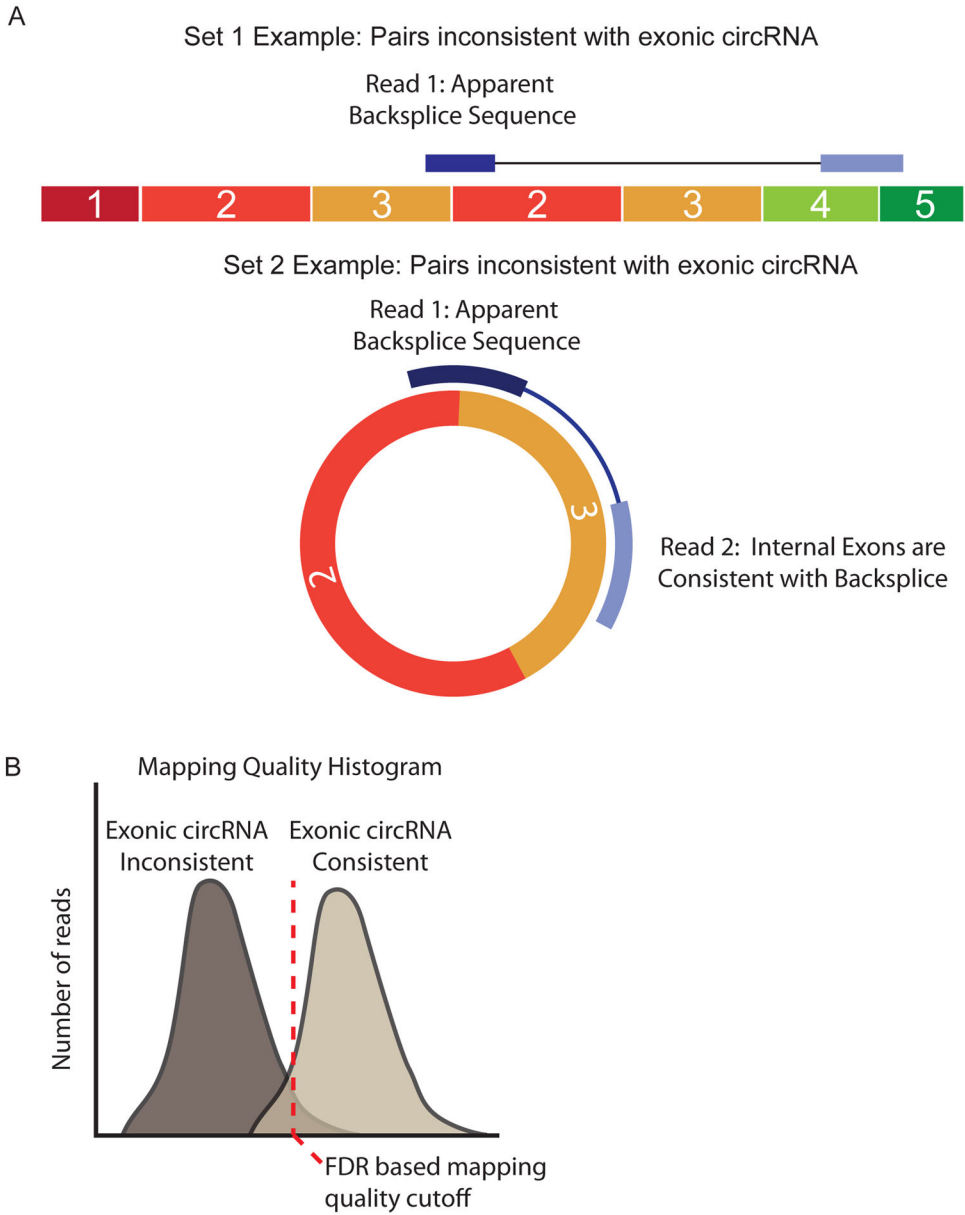 A
Set 1 Example: Pairs inconsistent with exonic circRNA
Read 1: Apparent
Backsplice Sequence
1 2 3 2 3 4 5
Set 2 Example: Pairs inconsistent with exonic circRNA
Read 1: Apparent
Backsplice Sequence
3
2
Read 2: Internal Exons are
Consistent with Backsplice
B
Mapping Quality Histogram
Exonic circRNA
Inconsistent
Exonic circRNA
Consistent
Number of reads
FDR based mapping
quality cutoff